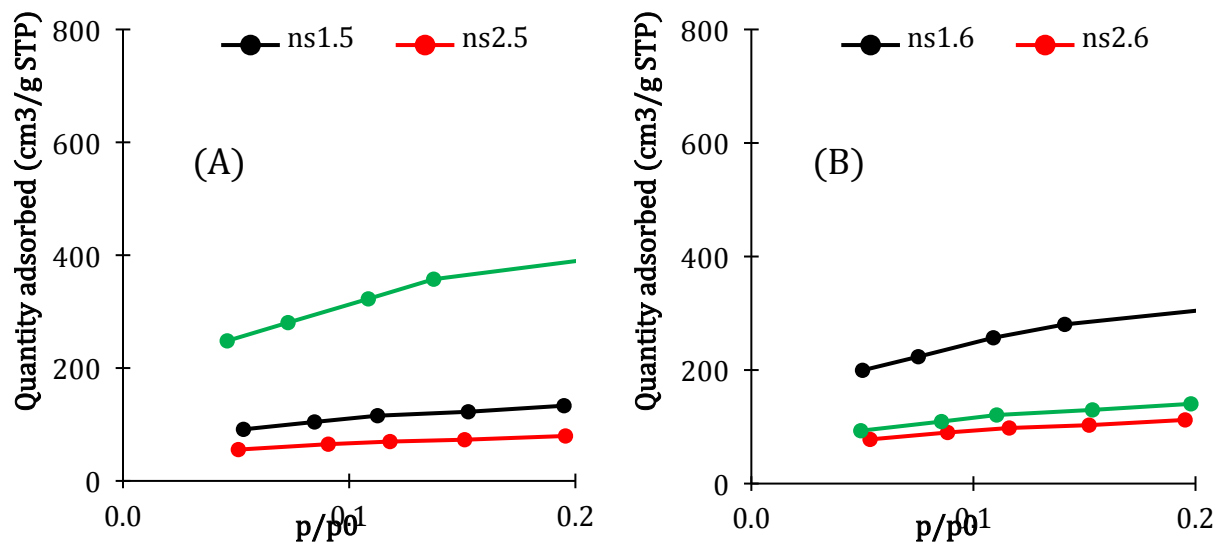 800
ns1.5
ns2.5
600
(A)
400
200
0
0.0
0.1
0.2
p/p0
Quantity adsorbed (cm3/g STP)
800
ns1.6
ns2.6
600
(B)
400
200
0
0.0
0.1
0.2
p/p0
Quantity adsorbed (cm3/g STP)